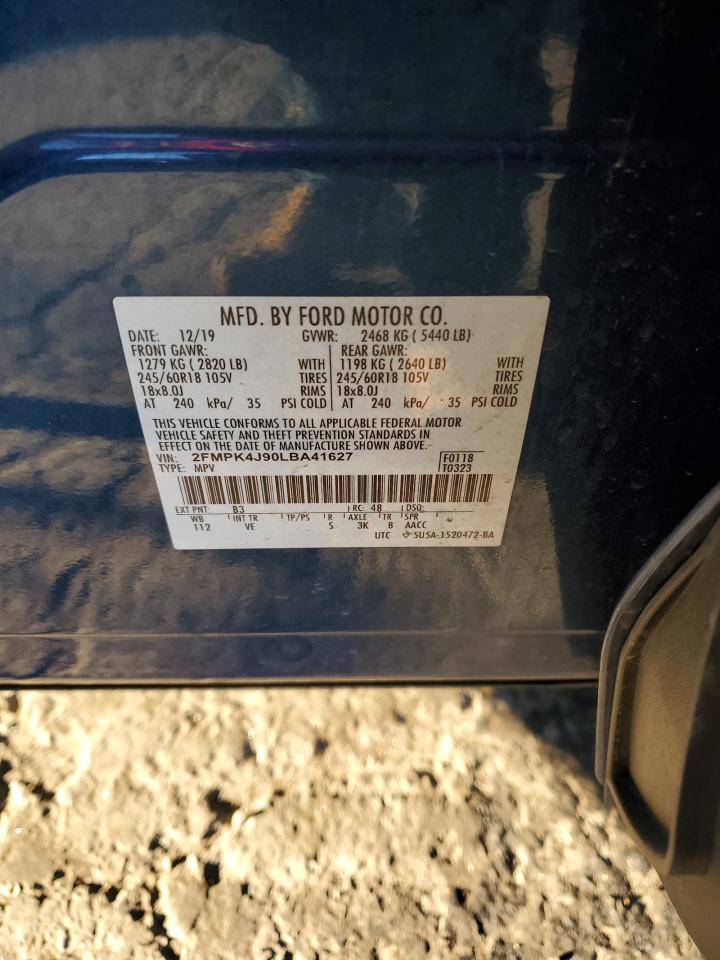 MFD. BY FORD MOTOR CO.
DATE: 12/19 GVWR: 2468 KG ( 5440 LB)
FRONT GAWR: REAR GAWR:
1279 KG ( 2820 LB) WITH 1198 KG ( 2640 LB) WITH
245/60R18 105V TIRES 245/60R18 105V TIRES
18x8.0J RIMS 18x8.0J RIMS
AT 240 kPa/ 35 PSI COLD AT 240 kPa/ 35 PSI COLD
THIS VEHICLE CONFORMS TO ALL APPLICABLE FEDERAL MOTOR
VEHICLE SAFETY AND THEFT PREVENTION STANDARDS IN
EFFECT ON THE DATE OF MANUFACTURE SHOWN ABOVE.
VIN: 2FMPK4J90LBA41627 F0118
TYPE: MPV T0323
EXT PNT: B3 RC: 48 DSO:
WB INT TR TP/PS R AXLE TR SPR
112 VE S 3K 8 AACC
UTC 5U5A-1520472-BA